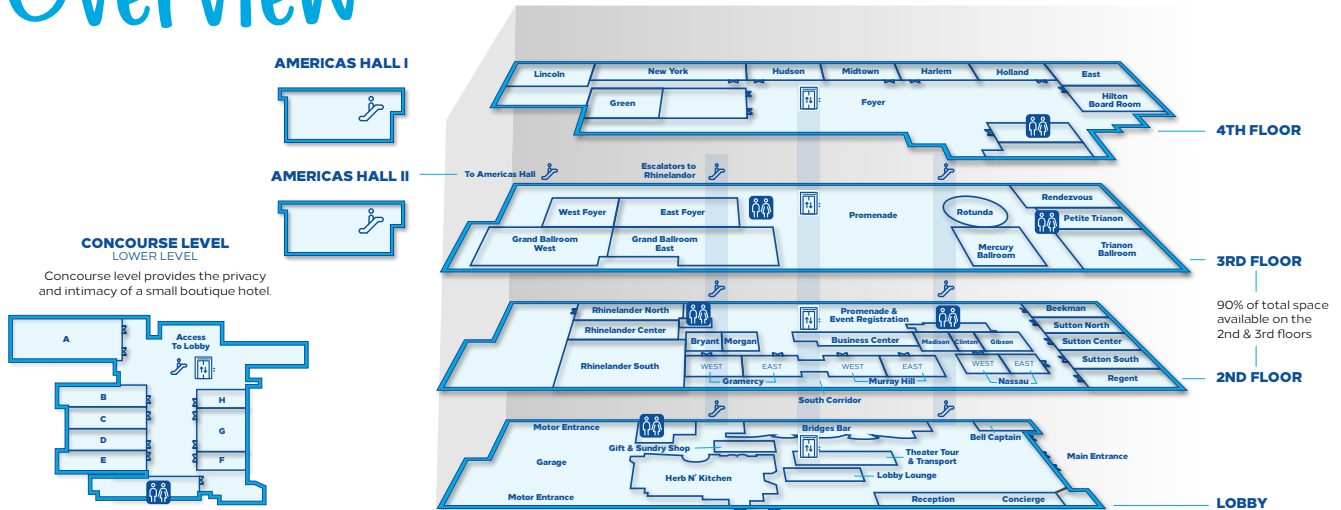 Overview
AMERICAS HALL I
AMERICAS HALL II
CONCOURSE LEVEL
LOWER LEVEL
Concourse level provides the privacy
and intimacy of a small boutique hotel.
A
Access
To Lobby
B
C
D
E
H
G
F
Lincoln
New York
Hudson
Midtown
Harlem
Holland
East
Green
Foyer
Hilton
Board Room
4TH FLOOR
To Americas Hall
Escalators to
Rhinelandor
West Foyer
East Foyer
Promenade
Rotunda
Rendezvous
Petite Trianon
Grand Ballroom
West
Grand Ballroom
East
Mercury
Ballroom
Trianon
Ballroom
3RD FLOOR
90% of total space
available on the
2nd & 3rd floors
Rhinelander North
Rhinelander Center
Rhinelander South
Bryant
Morgan
Promenade &
Event Registration
Business Center
Madison
Clinton
Gibson
Beekman
Sutton North
Sutton Center
Sutton South
Regent
WEST
EAST
Gramercy
WEST
EAST
Murray Hill
WEST
EAST
Nassau
South Corridor
2ND FLOOR
Motor Entrance
Garage
Motor Entrance
Gift & Sundry Shop
Herb N' Kitchen
Bridges Bar
Bell Captain
Theater Tour
& Transport
Lobby Lounge
Main Entrance
Reception
Concierge
LOBBY